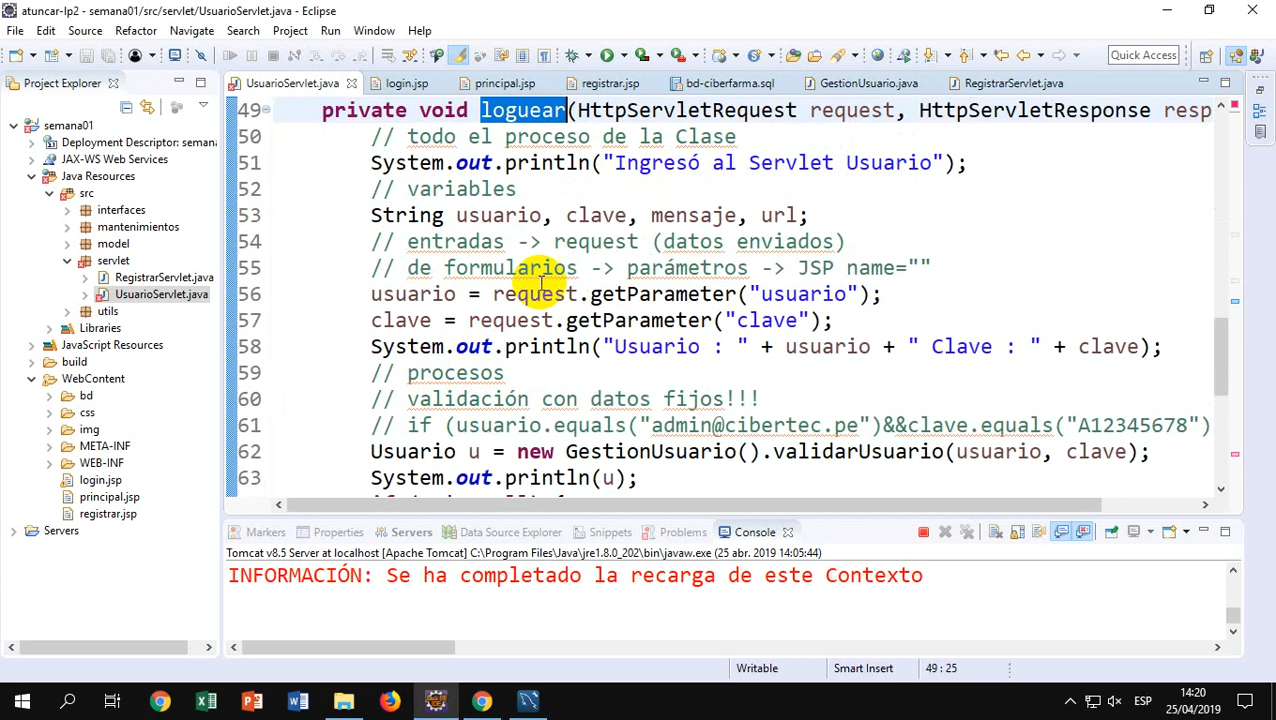 atuncar-lp2 - semana01/src/servlet/UsuarioServlet.java - Eclipse
File Edit Source Refactor Navigate Search Project Run Window Help
Quick Access
Project Explorer
UsuarioServlet.java login.jsp principal.jsp registrar.jsp bd-ciberfarma.sql GestionUsuario.java RegistrarServlet.java
semana01
Deployment Descriptor: semana
JAX-WS Web Services
Java Resources
src
interfaces
mantenimientos
model
servlet
RegistrarServlet.java
UsuarioServlet.java
utils
Libraries
JavaScript Resources
build
WebContent
bd
css
img
META-INF
WEB-INF
login.jsp
principal.jsp
registrar.jsp
Servers
49 private void loguear(HttpServletRequest request, HttpServletResponse resp
50 // todo el proceso de la Clase
51 System.out.println("Ingresó al Servlet Usuario");
52 // variables
53 String usuario, clave, mensaje, url;
54 // entradas -> request (datos enviados)
55 // de formularios -> parámetros -> JSP name=""
56 usuario = request.getParameter("usuario");
57 clave = request.getParameter("clave");
58 System.out.println("Usuario : " + usuario + " Clave : " + clave);
59 // procesos
60 // validación con datos fijos!!!
61 // if (usuario.equals("admin@cibertec.pe")&&clave.equals("A12345678")
62 Usuario u = new GestionUsuario().validarUsuario(usuario, clave);
63 System.out.println(u);
Markers Properties Servers Data Source Explorer Snippets Problems Console
Tomcat v8.5 Server at localhost [Apache Tomcat] C:\Program Files\Java\jre1.8.0_202\bin\javaw.exe (25 abr. 2019 14:05:44)
INFORMACIÓN: Se ha completado la recarga de este Contexto
Writable Smart Insert 49 : 25
ESP
14:20
25/04/2019